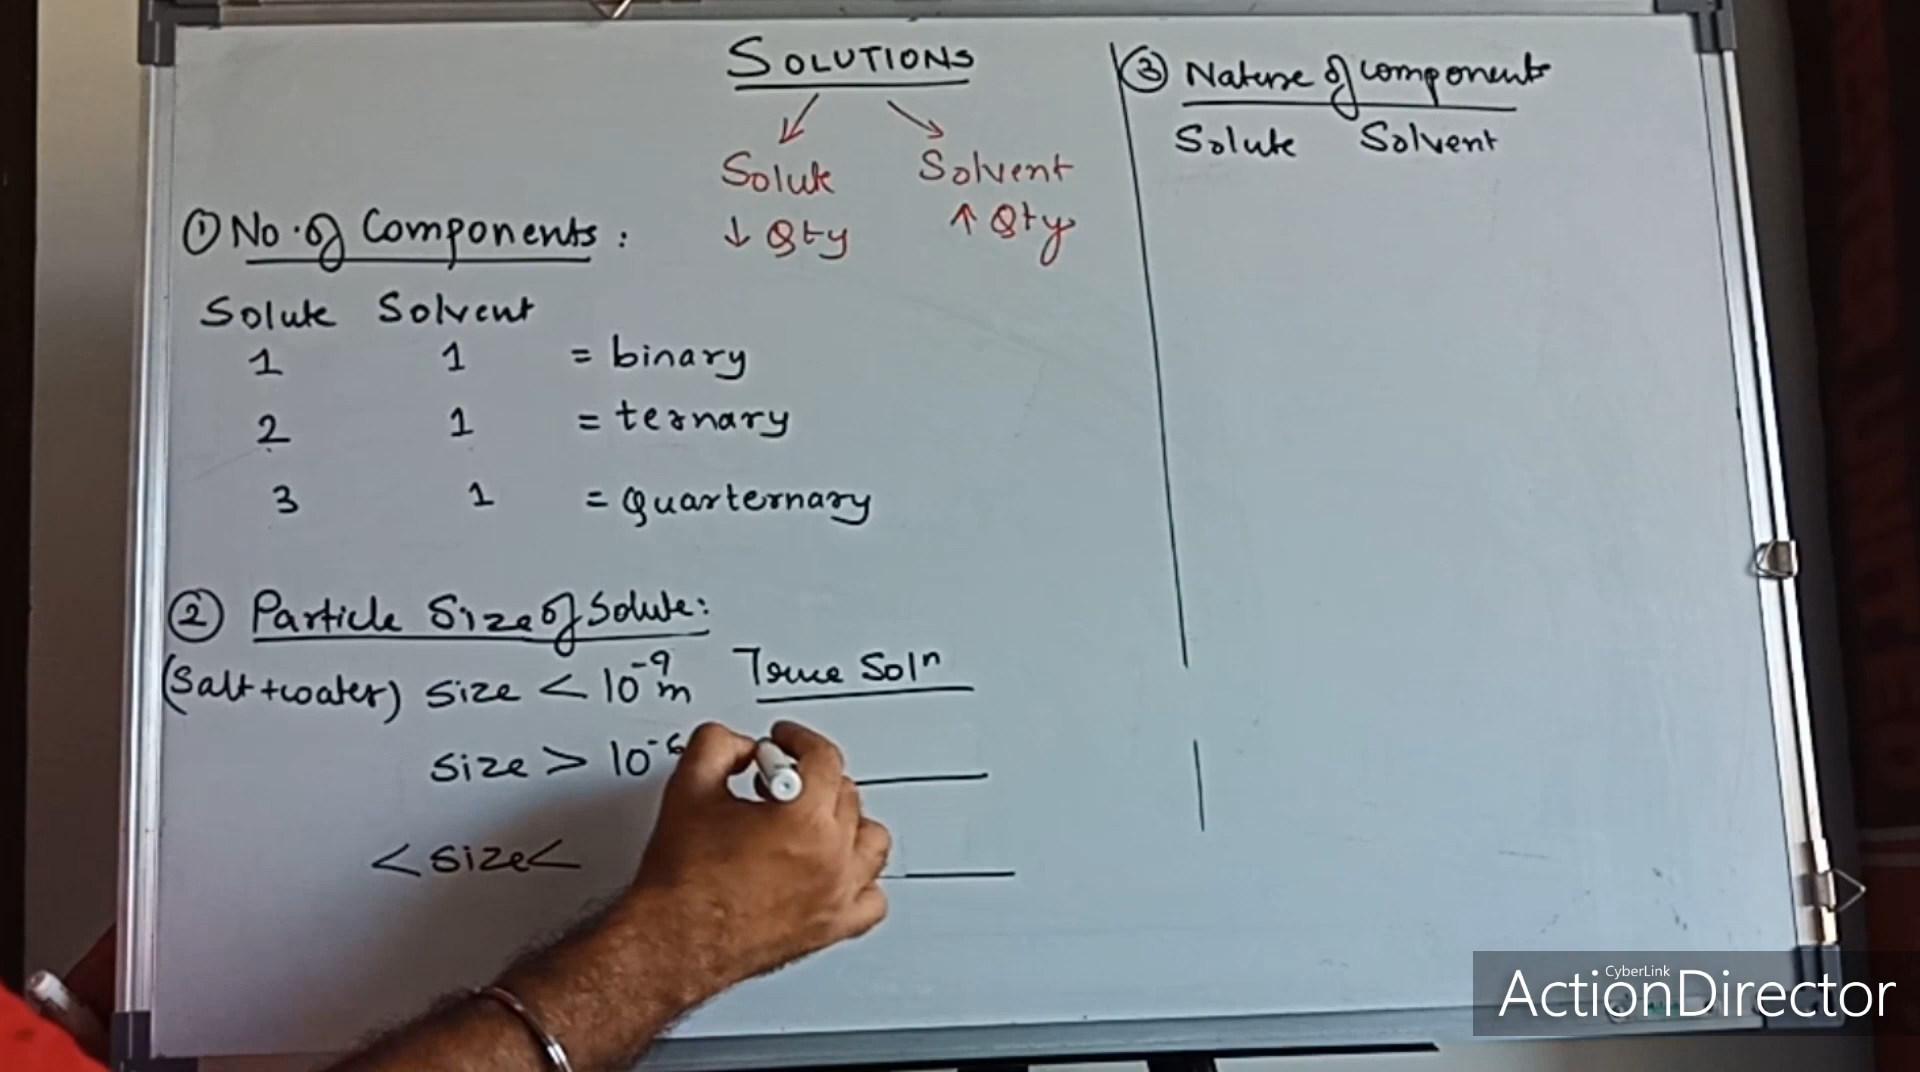 SOLUTIONS
Solute Solvent
↓ Qty ↑ Qty
① No. of Components:
Solute Solvent
1 1 = binary
2 1 = ternary
3 1 = Quarternary
② Particle Size of Solute:
(Salt+water) size < 10⁻⁹m True Solⁿ
size > 10⁻⁶
< size <
③ Nature of components
Solute Solvent
CyberLink
ActionDirector